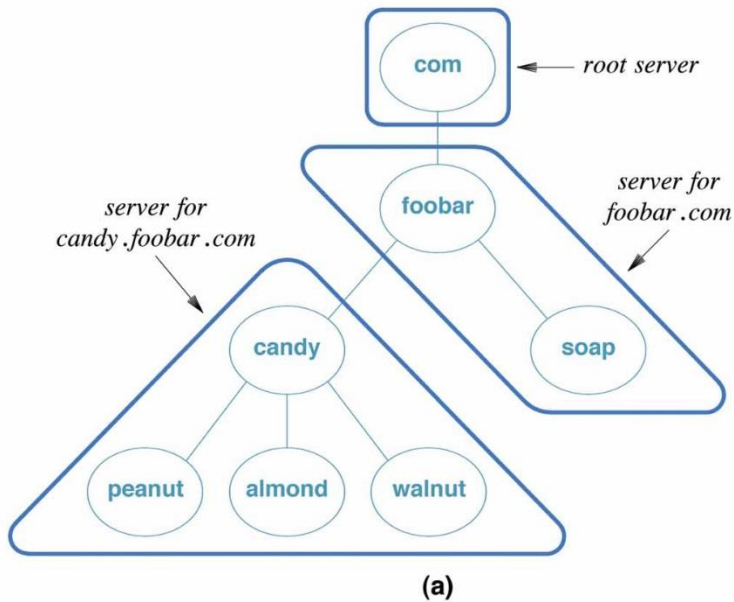 com
root server
foobar
server for
foobar .com
server for
candy .foobar .com
candy
soap
peanut
almond
walnut
(a)